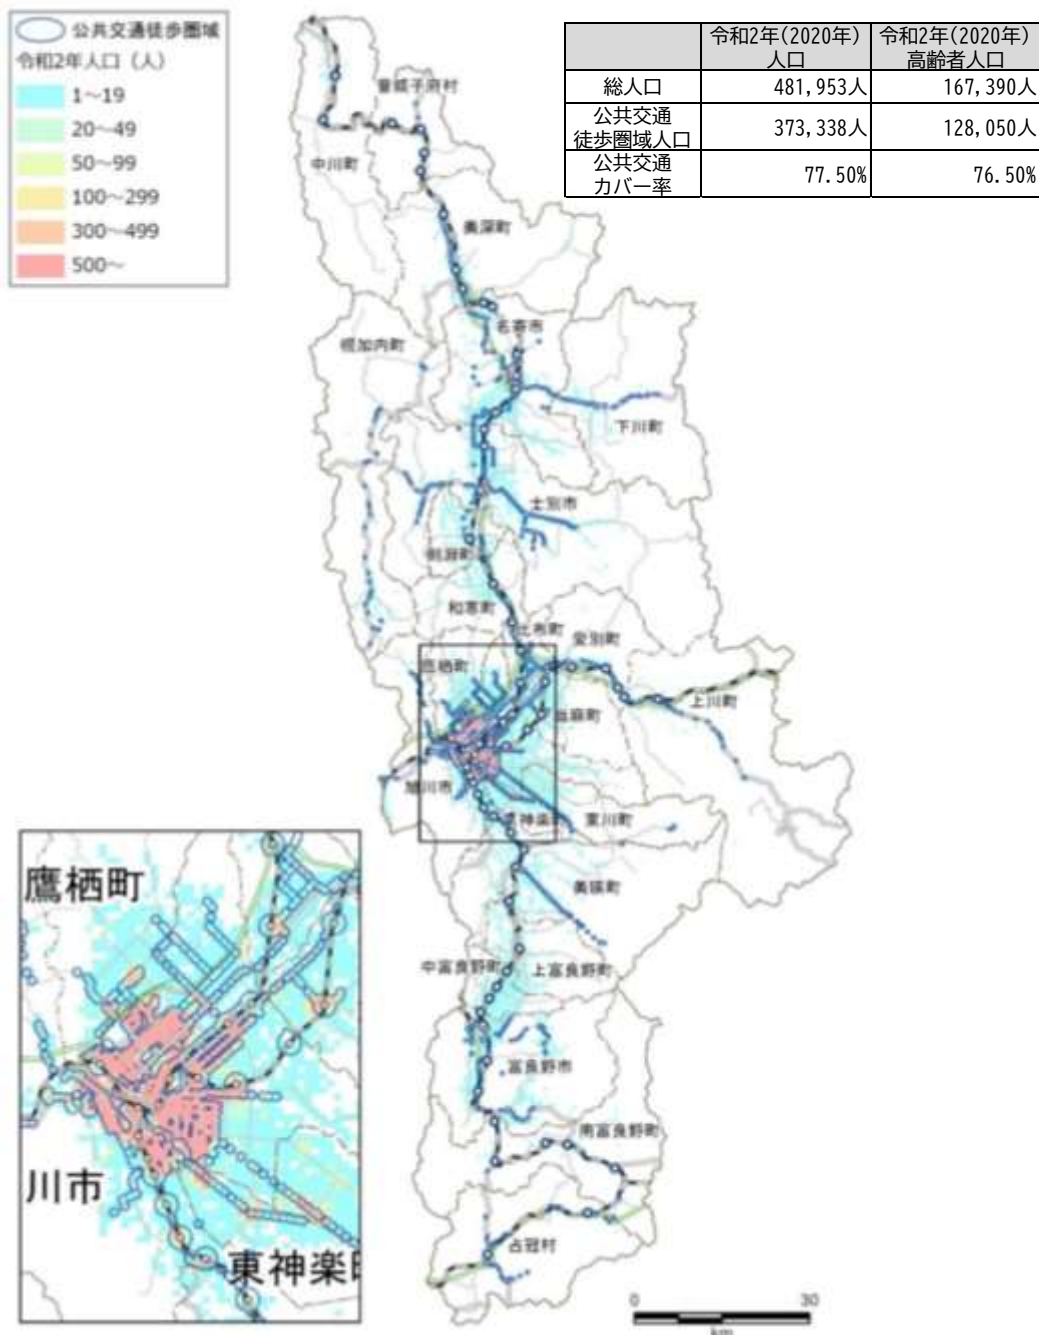 公共交通徒歩圏域
令和2年人口（人）
1～19
20～49
50～99
100～299
300～499
500～
令和2年(2020年)
人口
令和2年(2020年)
高齢者人口
総人口
481,953人
167,390人
公共交通
徒歩圏域人口
373,338人
128,050人
公共交通
カバー率
77.50%
76.50%
音威子府村
中川町
美深町
名寄市
幌加内町
下川町
士別市
剣淵町
和寒町
比布町
愛別町
鷹栖町
上川町
当麻町
旭川市
東神楽
東川町
美瑛町
中富良野町
上富良野町
富良野市
南富良野町
占冠村
鷹栖町
川市
東神楽町
0
30
km